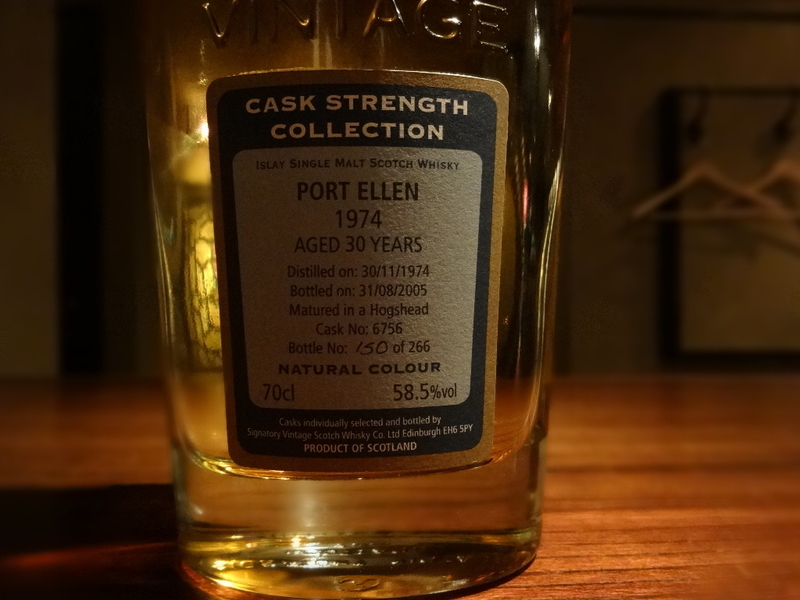 VINTAGE
CASK STRENGTH
COLLECTION
ISLAY SINGLE MALT SCOTCH WHISKY
PORT ELLEN
1974
AGED 30 YEARS
Distilled on: 30/11/1974
Bottled on: 31/08/2005
Matured in a Hogshead
Cask No: 6756
Bottle No: 150 of 266
NATURAL COLOUR
70cl 58.5%vol
Casks individually selected and bottled by
Signatory Vintage Scotch Whisky Co. Ltd Edinburgh EH6 5PY
PRODUCT OF SCOTLAND